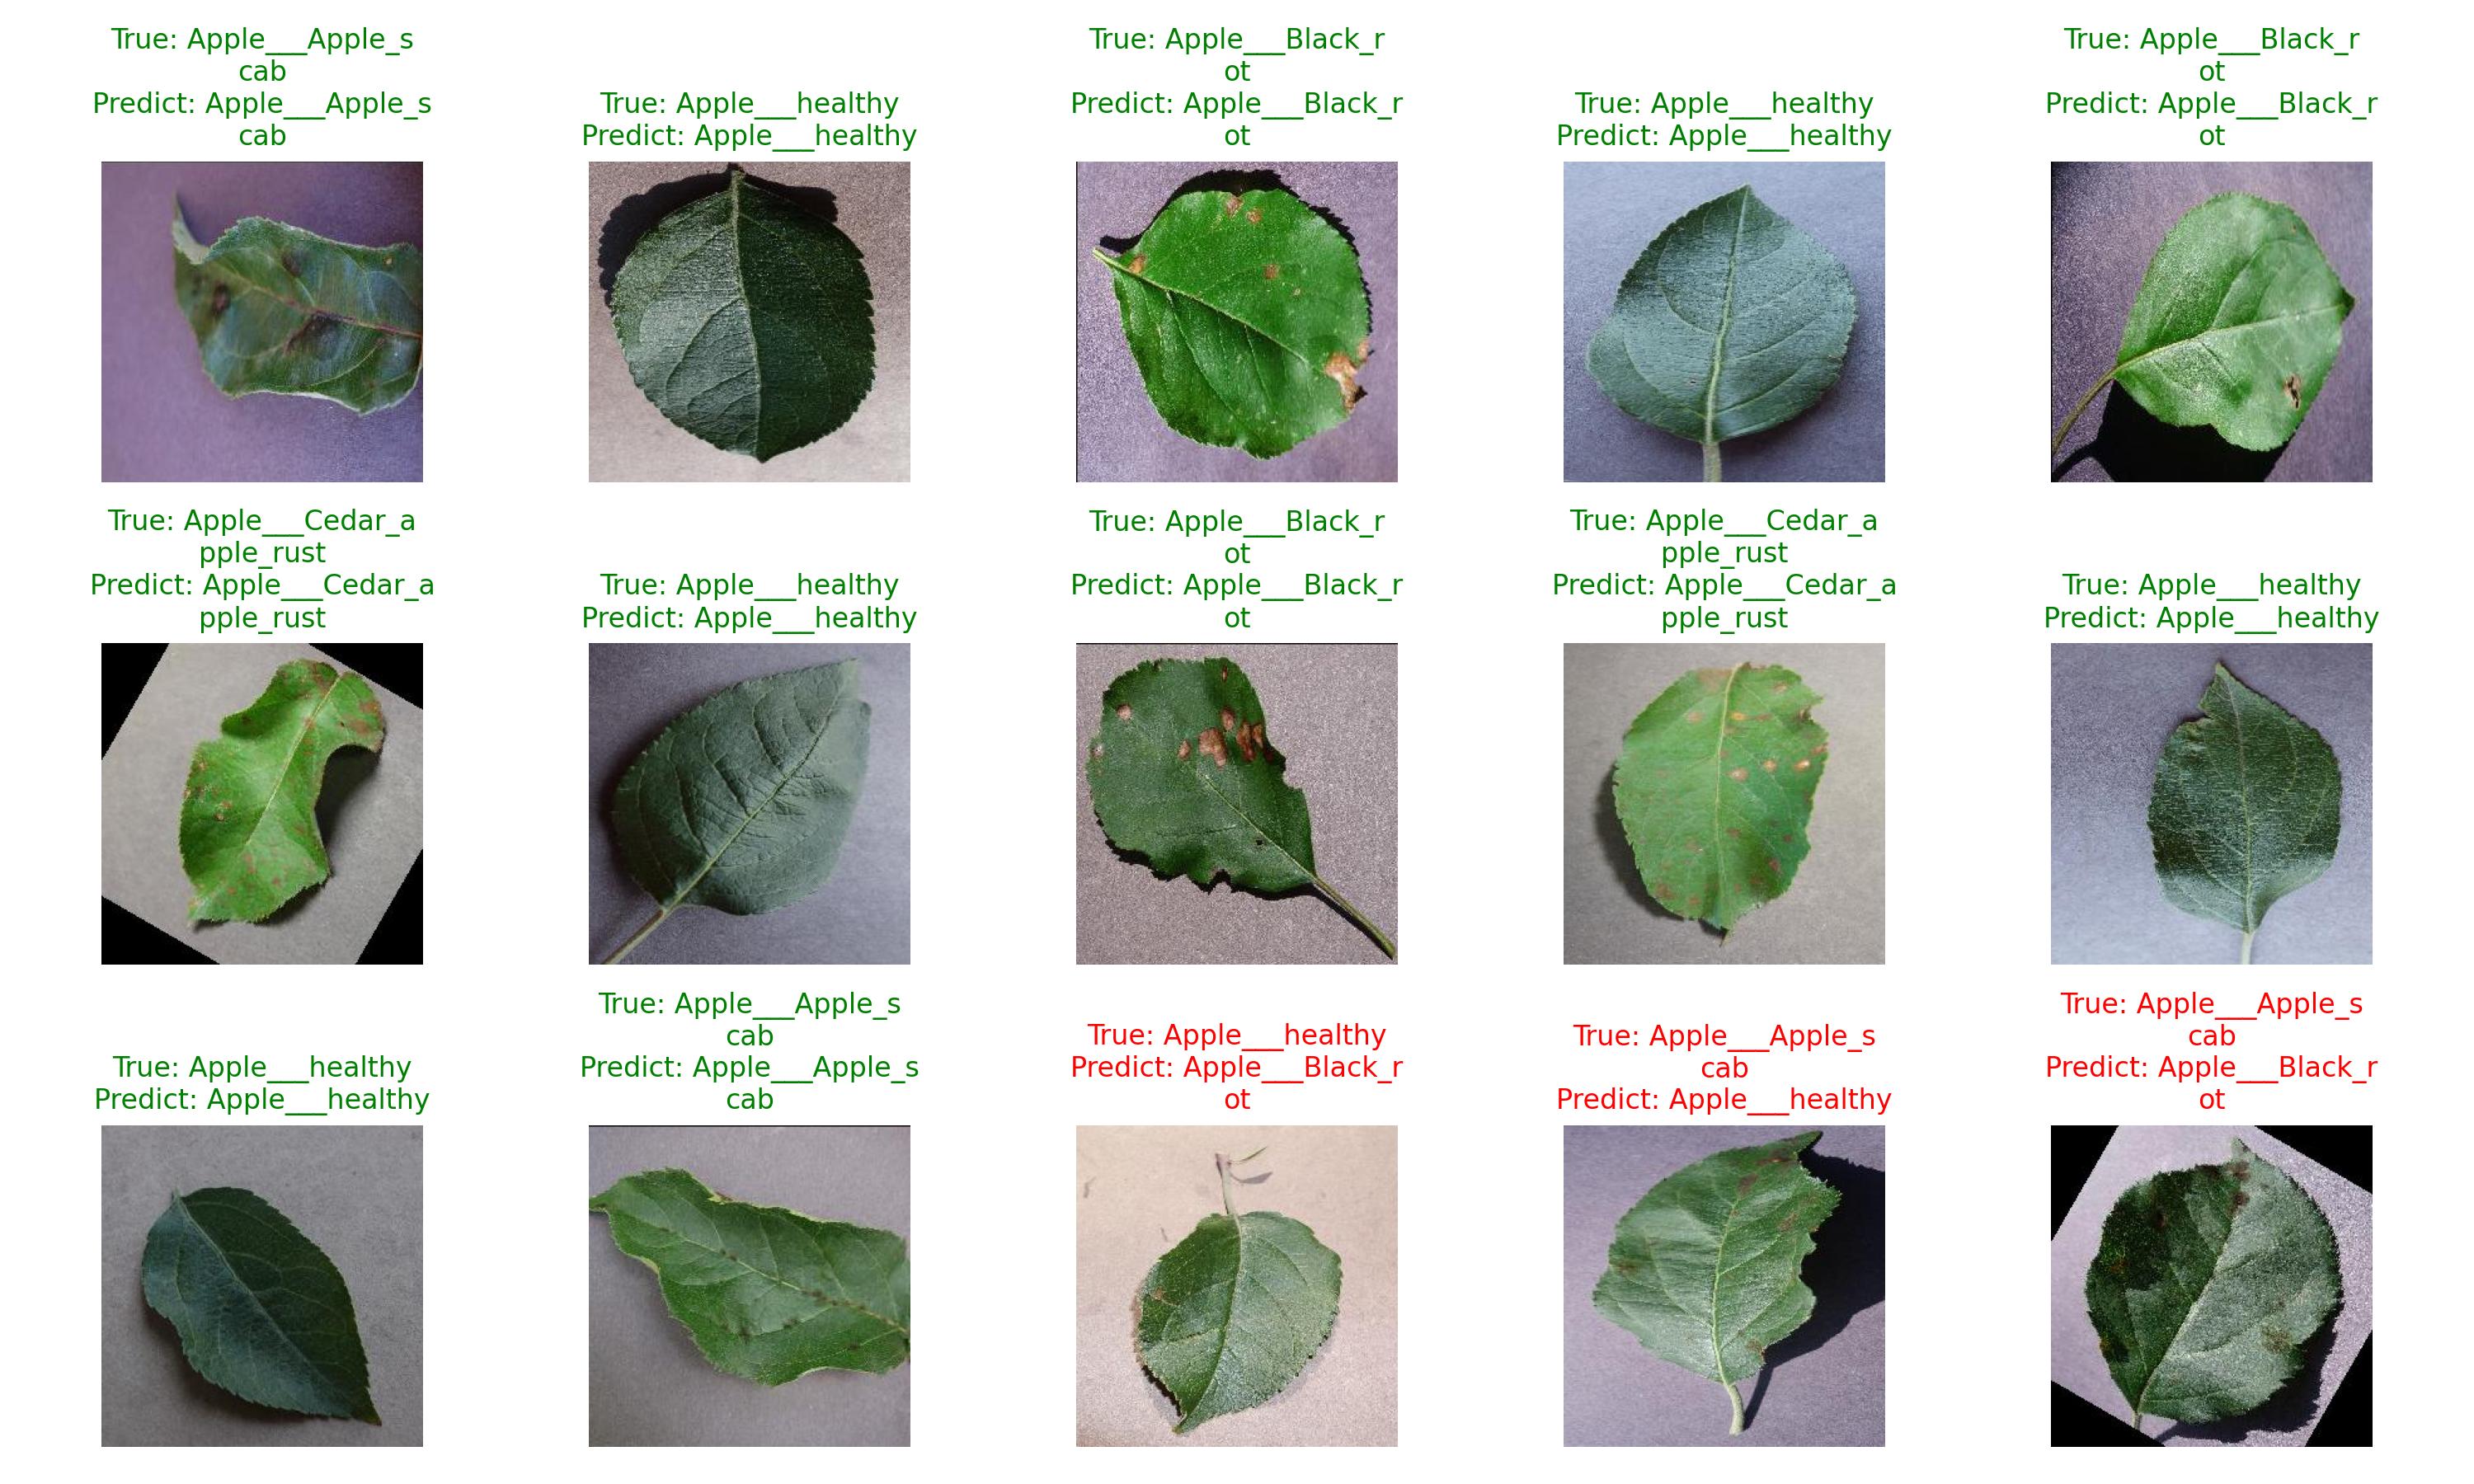 True: Apple___Apple_s
cab
Predict: Apple___Apple_s
cab
True: Apple___healthy
Predict: Apple___healthy
True: Apple___Black_r
ot
Predict: Apple___Black_r
ot
True: Apple___healthy
Predict: Apple___healthy
True: Apple___Black_r
ot
Predict: Apple___Black_r
ot
True: Apple___Cedar_a
pple_rust
Predict: Apple___Cedar_a
pple_rust
True: Apple___healthy
Predict: Apple___healthy
True: Apple___Black_r
ot
Predict: Apple___Black_r
ot
True: Apple___Cedar_a
pple_rust
Predict: Apple___Cedar_a
pple_rust
True: Apple___healthy
Predict: Apple___healthy
True: Apple___healthy
Predict: Apple___healthy
True: Apple___Apple_s
cab
Predict: Apple___Apple_s
cab
True: Apple___healthy
Predict: Apple___Black_r
ot
True: Apple___Apple_s
cab
Predict: Apple___healthy
True: Apple___Apple_s
cab
Predict: Apple___Black_r
ot